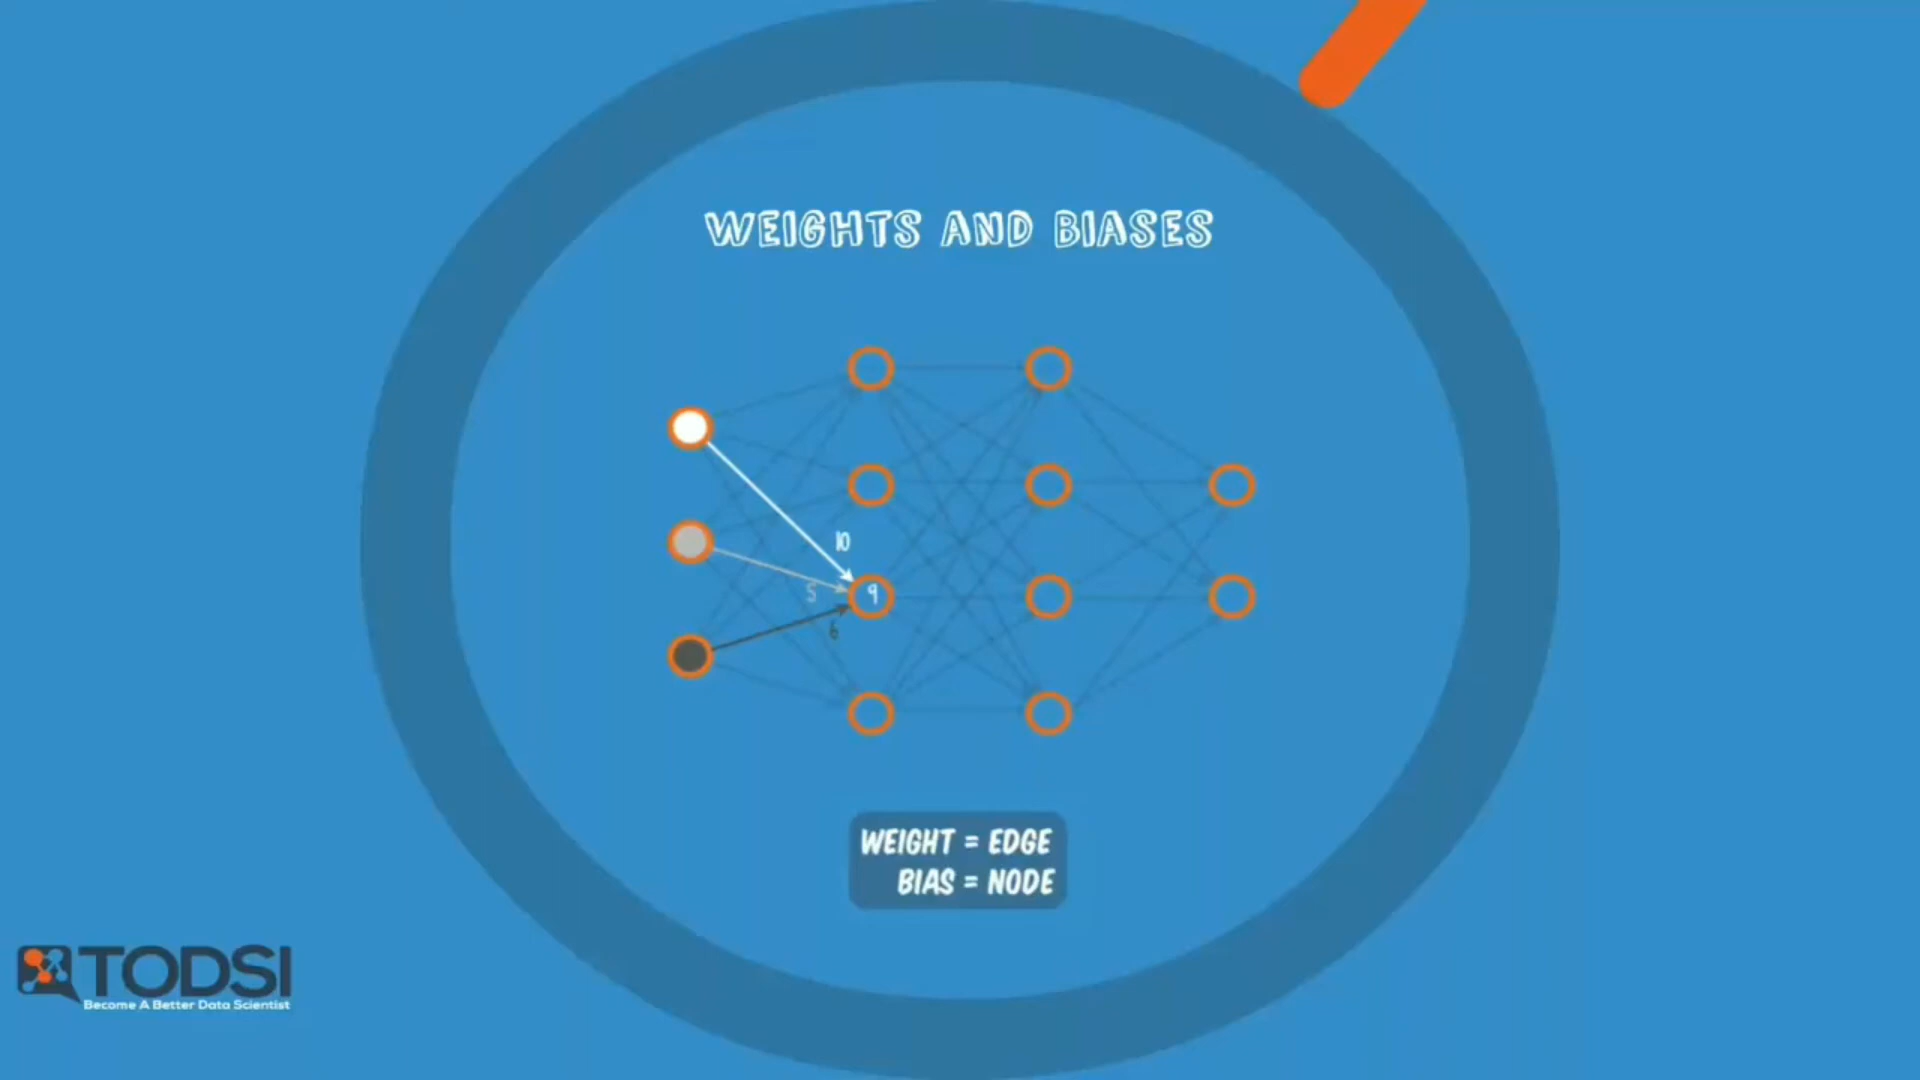 WEIGHTS AND BIASES
10
5
9
6
WEIGHT = EDGE
BIAS = NODE
TODSI
Become A Better Data Scientist